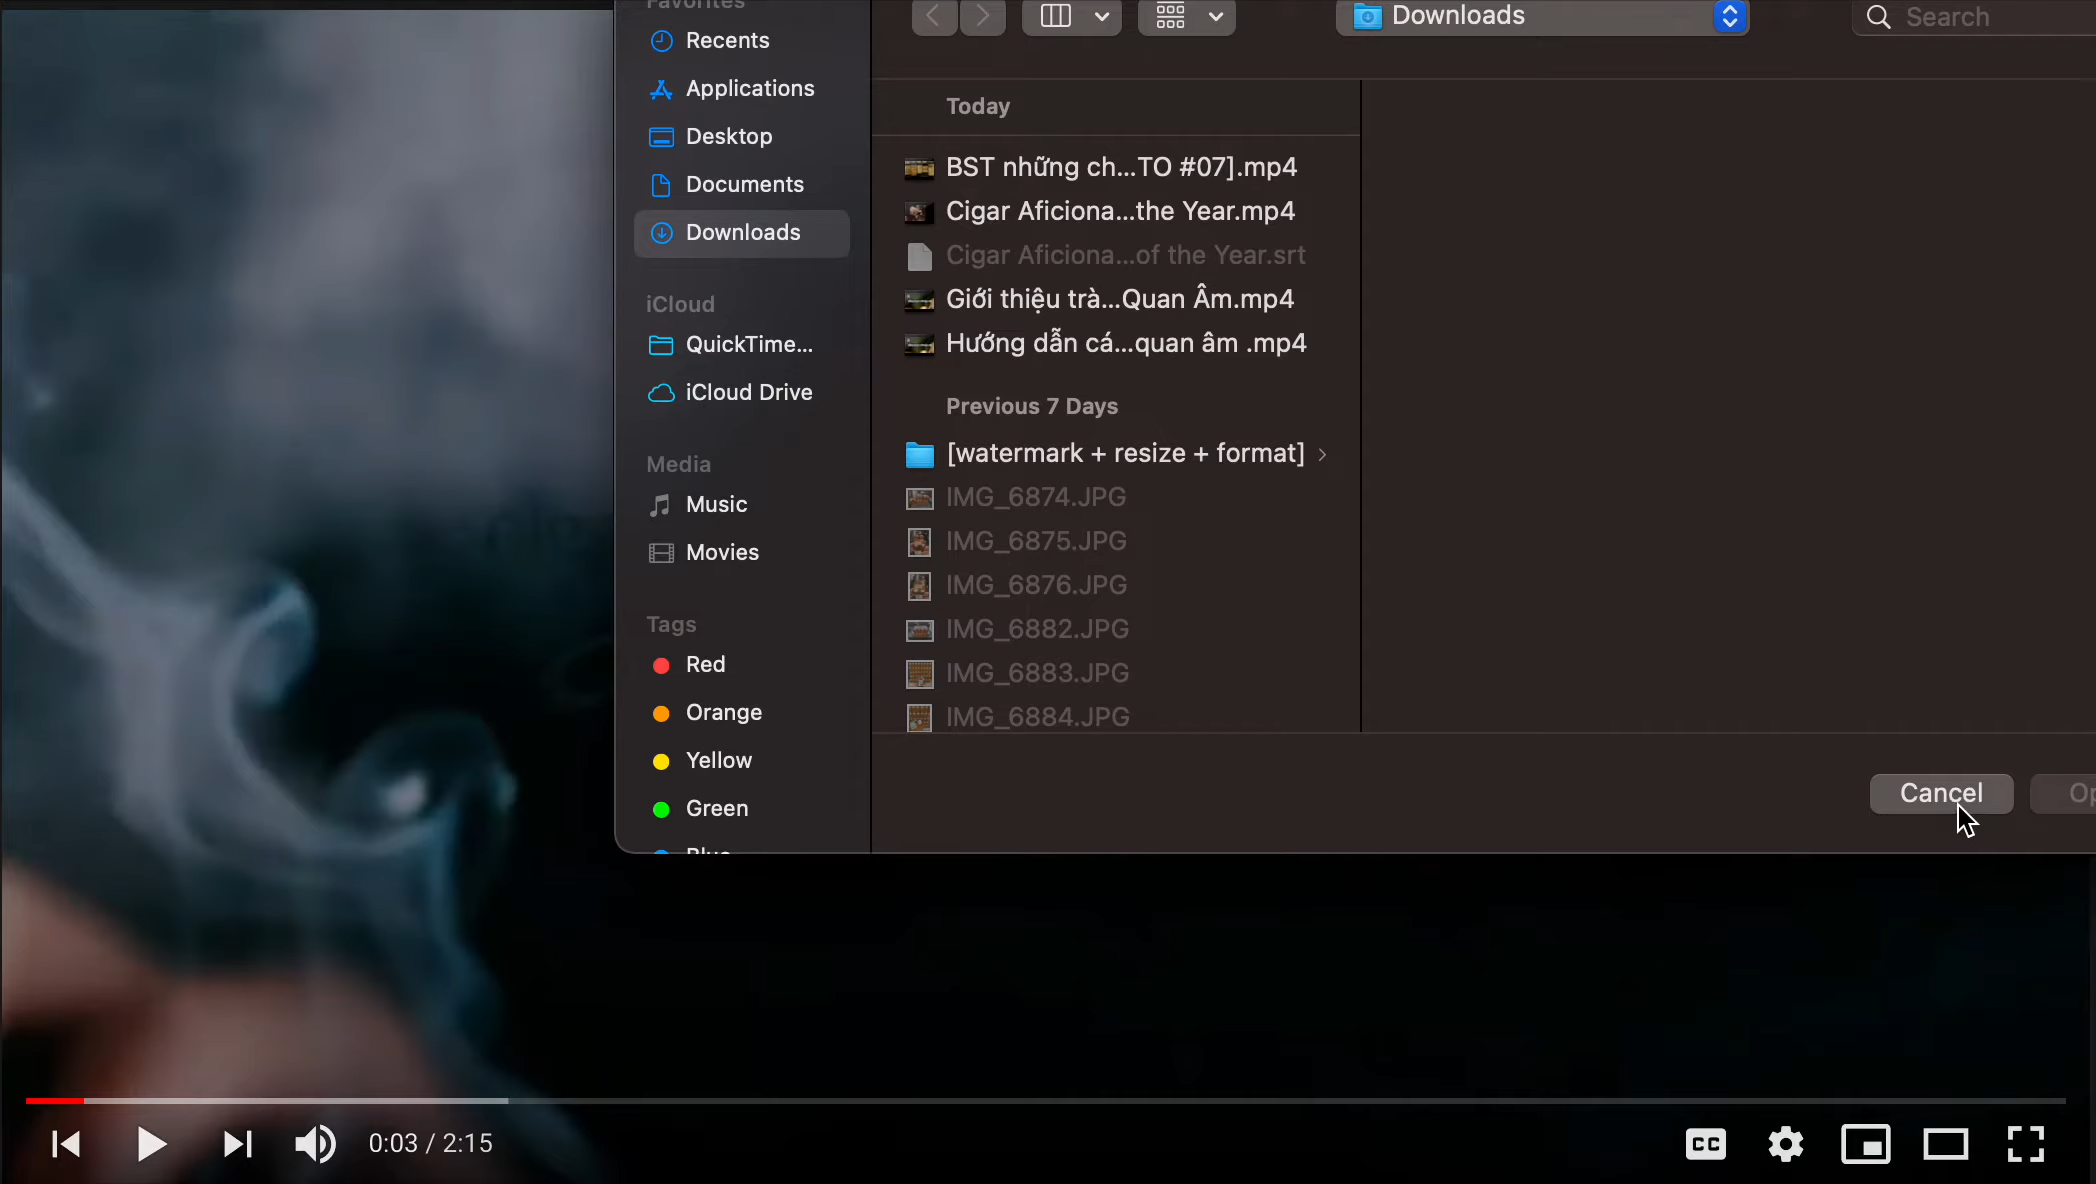 Favorites
Recents
Applications
Desktop
Documents
Downloads
iCloud
QuickTime...
iCloud Drive
Media
Music
Movies
Tags
Red
Orange
Yellow
Green
Blue
Downloads
Search
Today
BST những ch...TO #07].mp4
Cigar Aficiona...the Year.mp4
Cigar Aficiona...of the Year.srt
Giới thiệu trà...Quan Âm.mp4
Hướng dẫn cá...quan âm .mp4
Previous 7 Days
[watermark + resize + format]
IMG_6874.JPG
IMG_6875.JPG
IMG_6876.JPG
IMG_6882.JPG
IMG_6883.JPG
IMG_6884.JPG
Cancel
Op
0:03 / 2:15
CC